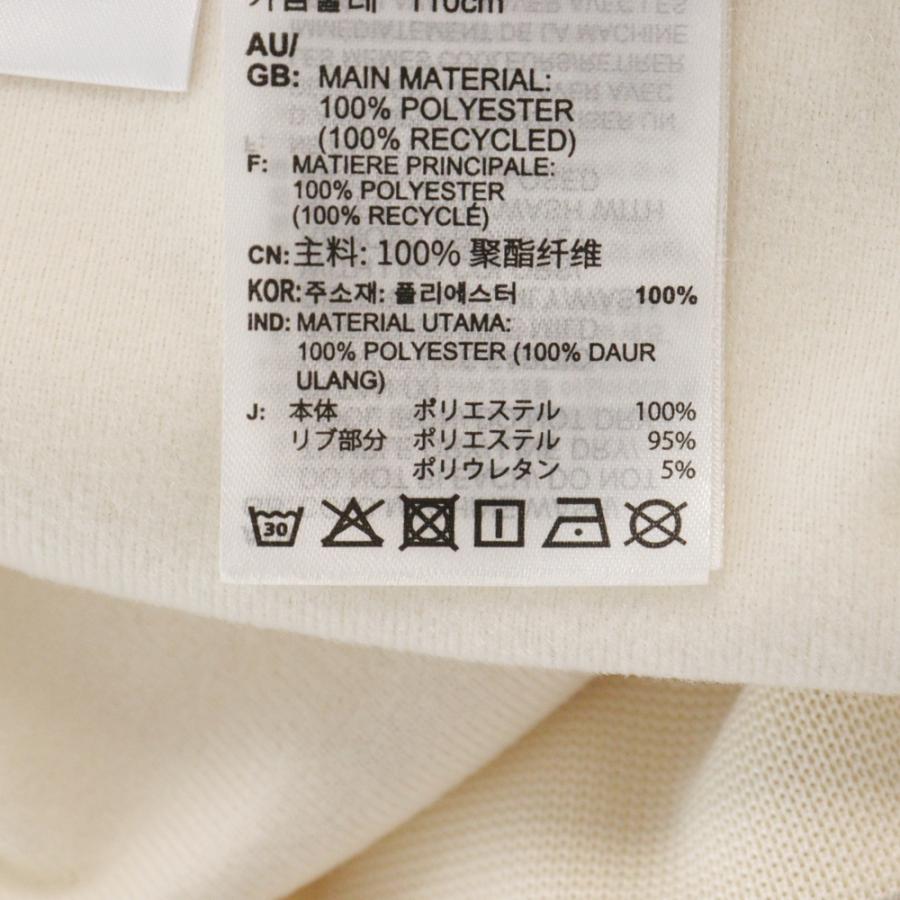 110cm
AU/
GB: MAIN MATERIAL:
100% POLYESTER
(100% RECYCLED)
F: MATIERE PRINCIPALE:
100% POLYESTER
(100% RECYCLÉ)
CN: 主料: 100% 聚酯纤维
KOR: 주소재: 폴리에스터 100%
IND: MATERIAL UTAMA:
100% POLYESTER (100% DAUR
ULANG)
J: 本体 ポリエステル 100%
リブ部分 ポリエステル 95%
ポリウレタン 5%
30